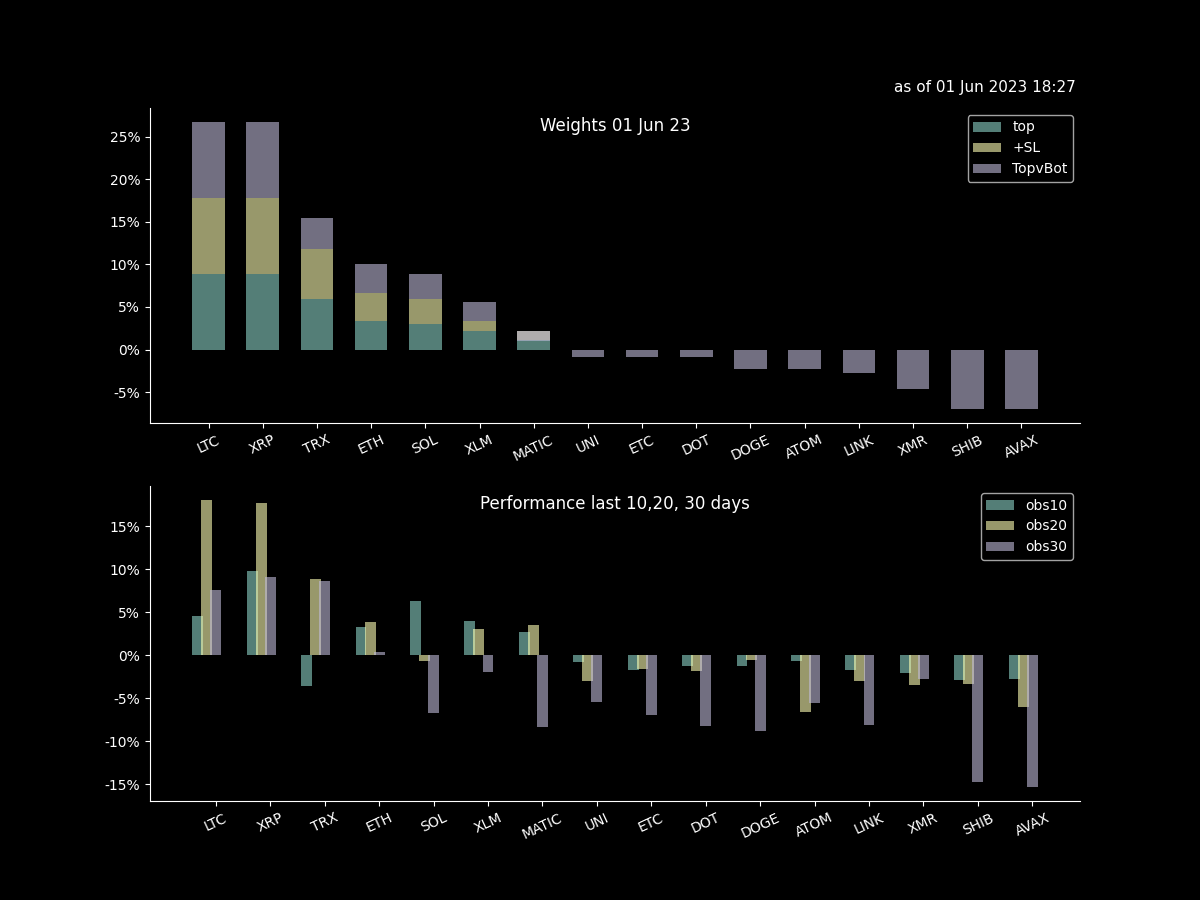 as of 01 Jun 2023 18:27
Weights 01 Jun 23
top
+SL
TopvBot
25%
20%
15%
10%
5%
0%
-5%
LTC XRP TRX ETH SOL XLM MATIC UNI ETC DOT DOGE ATOM LINK XMR SHIB AVAX
Performance last 10,20, 30 days
obs10
obs20
obs30
15%
10%
5%
0%
-5%
-10%
-15%
LTC XRP TRX ETH SOL XLM MATIC UNI ETC DOT DOGE ATOM LINK XMR SHIB AVAX